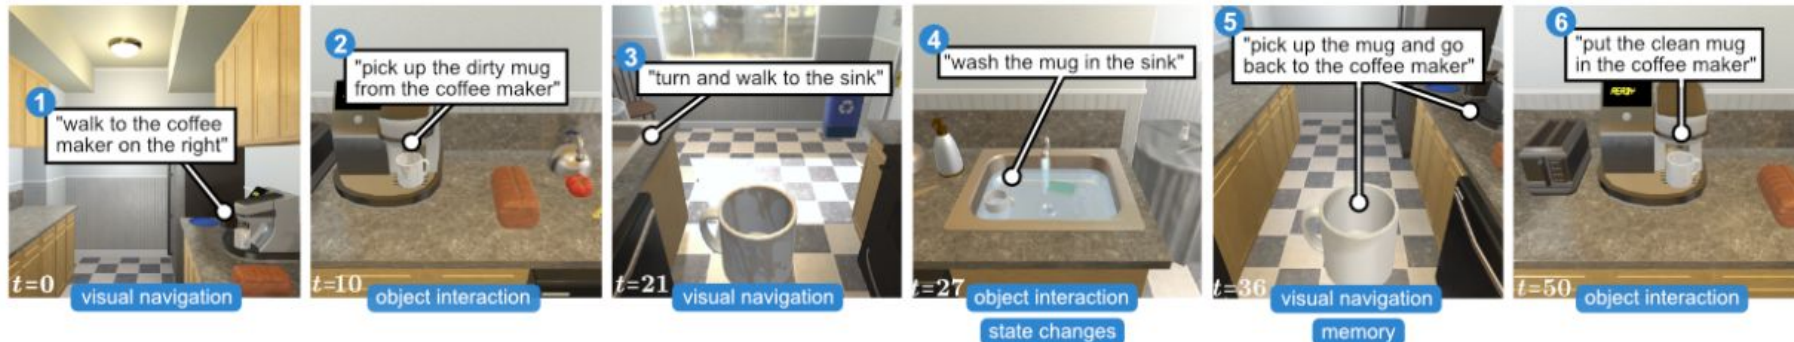 1
"walk to the coffee
maker on the right"
t=0
visual navigation
2
"pick up the dirty mug
from the coffee maker"
t=10
object interaction
3
"turn and walk to the sink"
t=21
visual navigation
4
"wash the mug in the sink"
t=27
object interaction
state changes
5
"pick up the mug and go
back to the coffee maker"
t=36
visual navigation
memory
6
"put the clean mug
in the coffee maker"
READY
t=50
object interaction